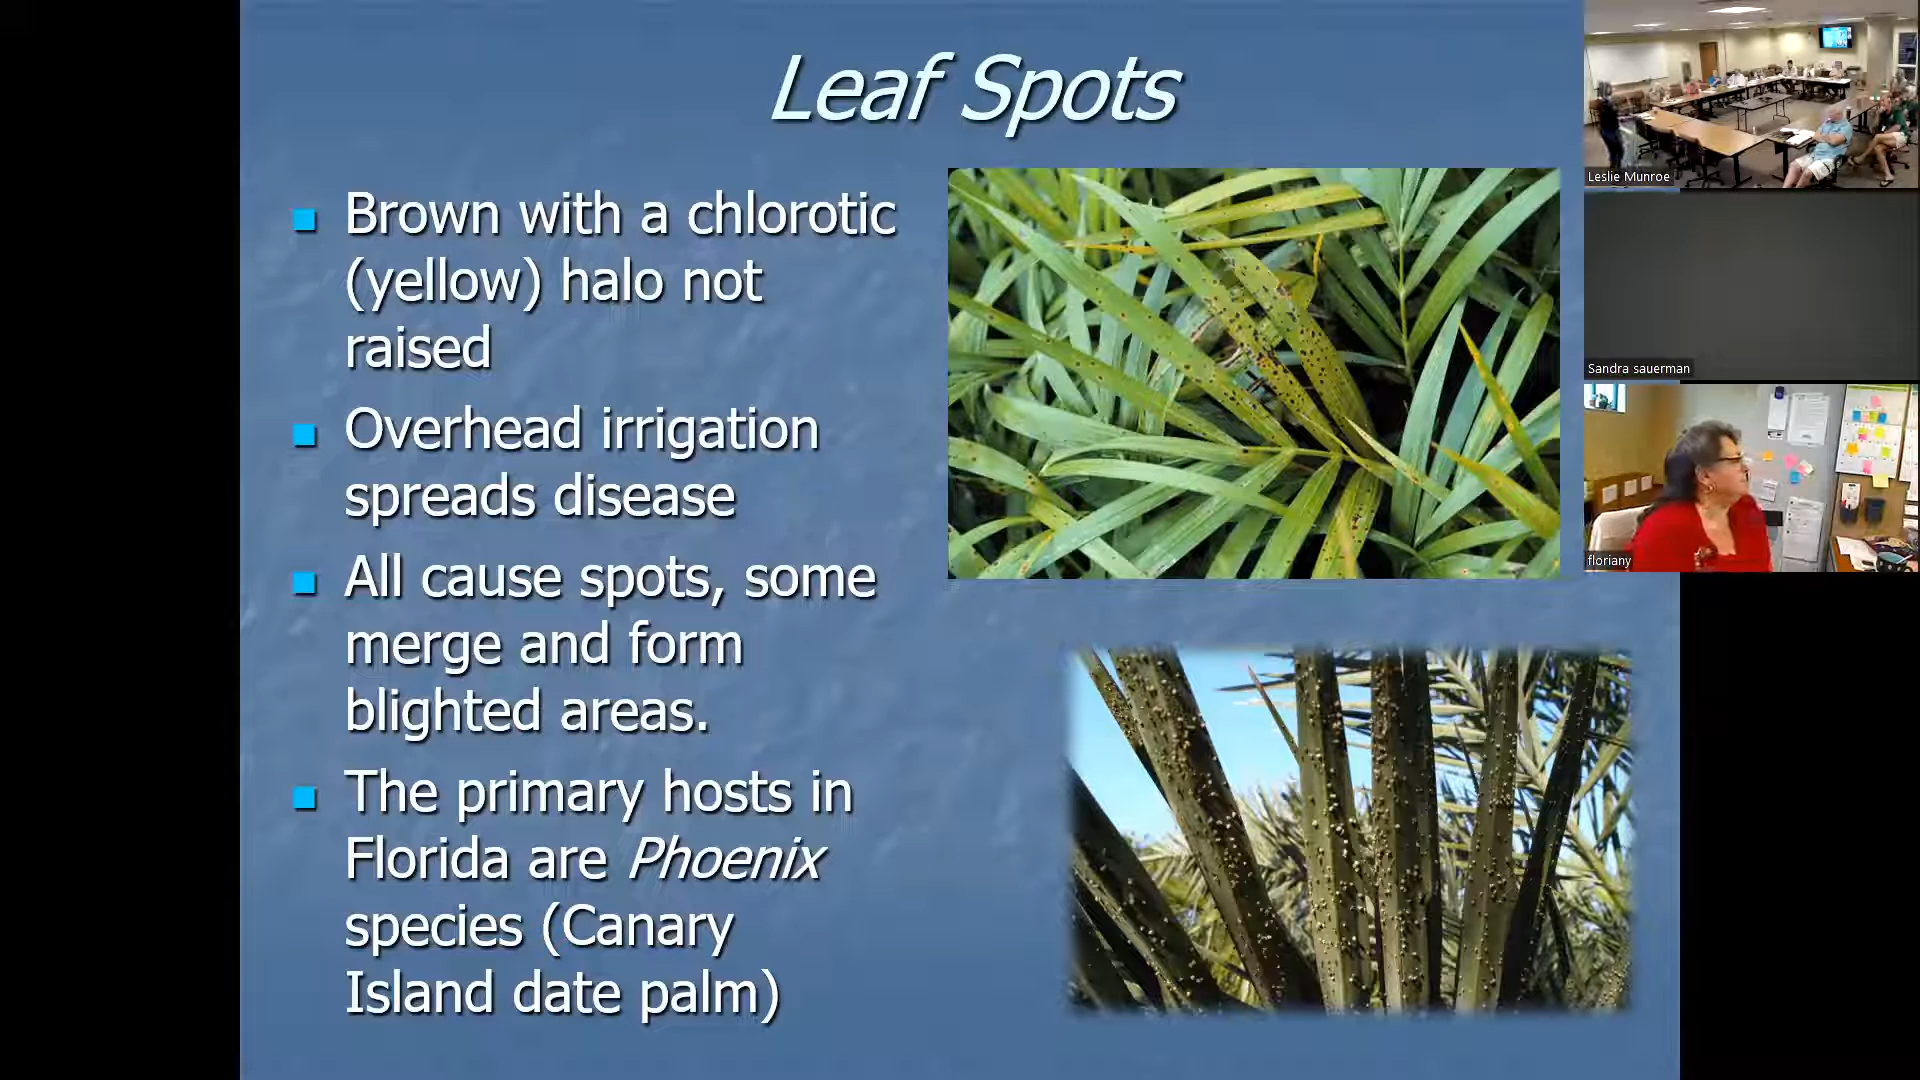 Leaf Spots
Brown with a chlorotic
(yellow) halo not
raised
Overhead irrigation
spreads disease
All cause spots, some
merge and form
blighted areas.
The primary hosts in
Florida are Phoenix
species (Canary
Island date palm)
Leslie Munroe
Sandra sauerman
floriany